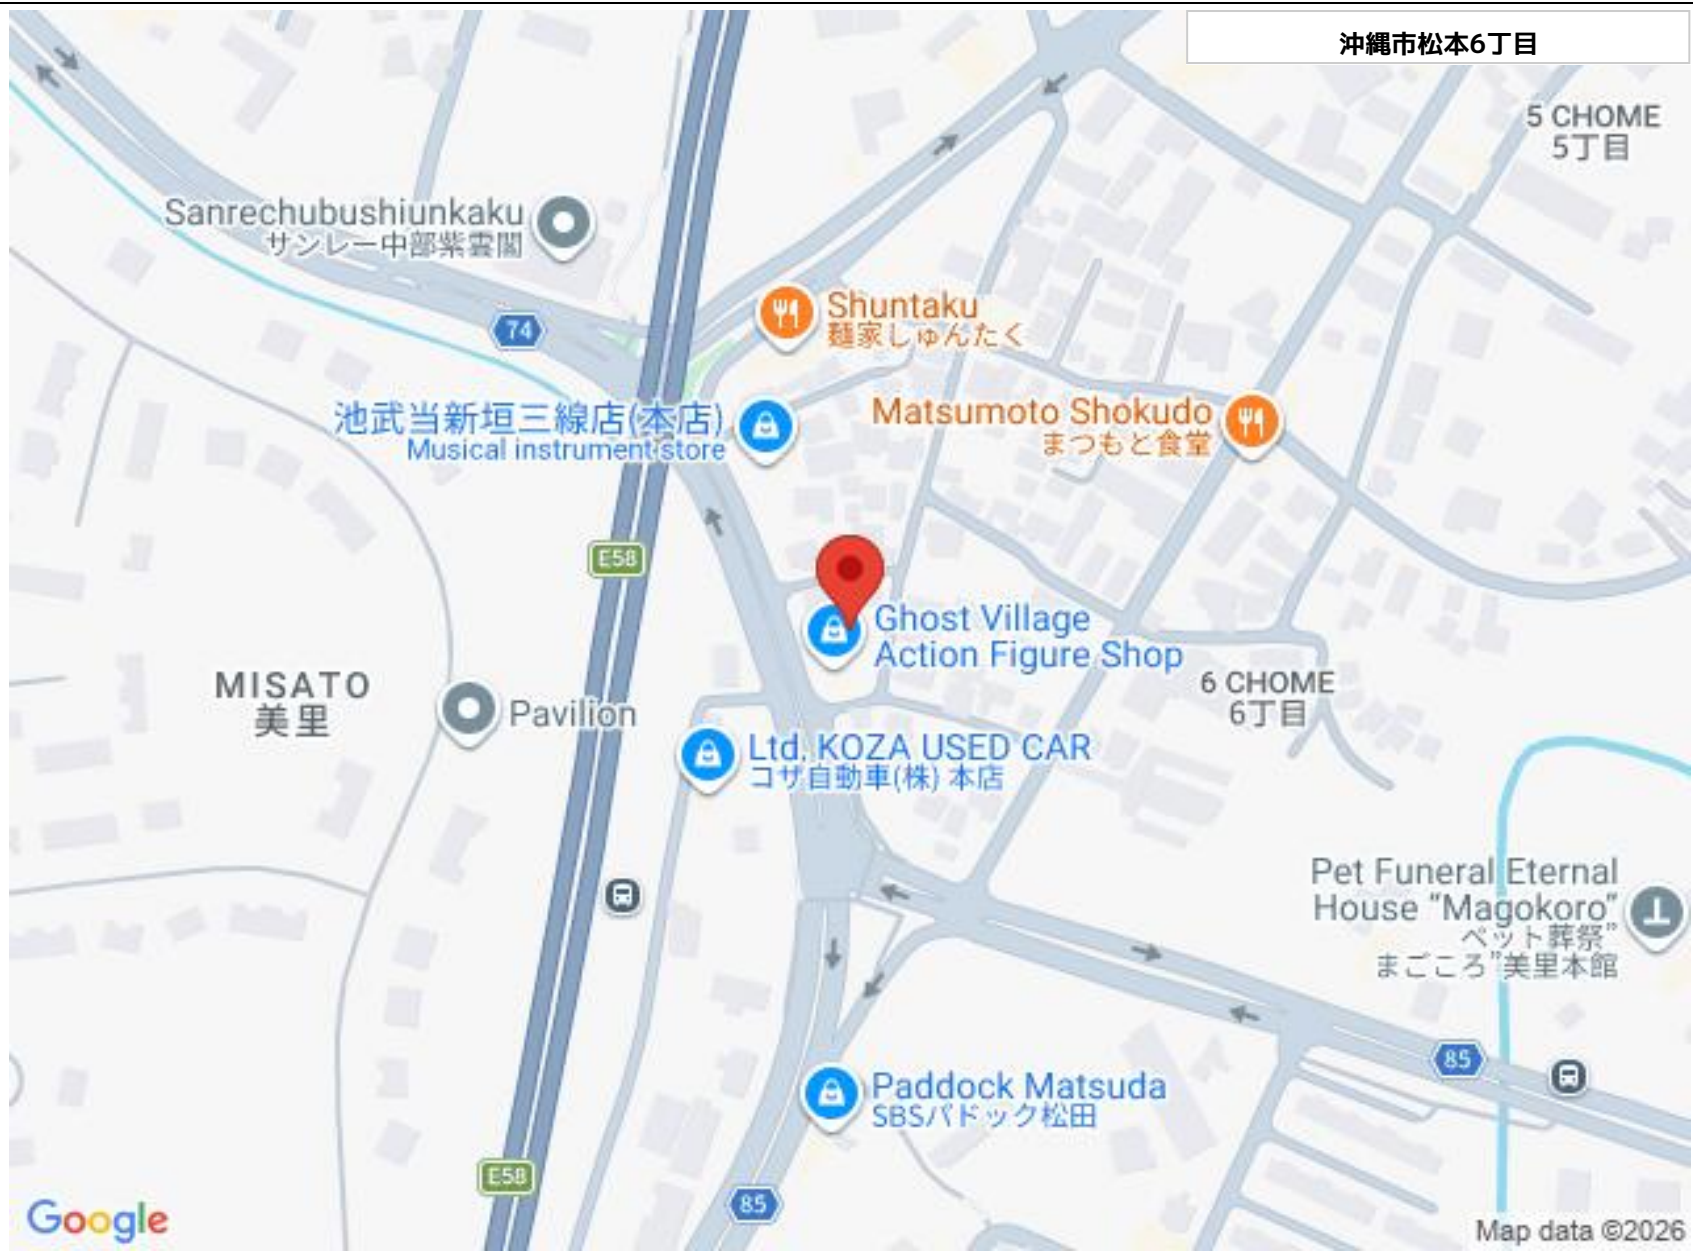 沖縄市松本6丁目
5 CHOME
5丁目
Sanrechubushiunkaku
サンレー中部紫雲閣
74
Shuntaku
麺家しゅんたく
池武当新垣三線店(本店)
Musical instrument store
Matsumoto Shokudo
まつもと食堂
E58
Ghost Village
Action Figure Shop
MISATO
美里
6 CHOME
6丁目
Pavilion
Ltd. KOZA USED CAR
コザ自動車(株) 本店
Pet Funeral Eternal
House “Magokoro”
ペット葬祭”
まごころ”美里本館
85
Paddock Matsuda
SBSパドック松田
E58
85
Google
Map data ©2026